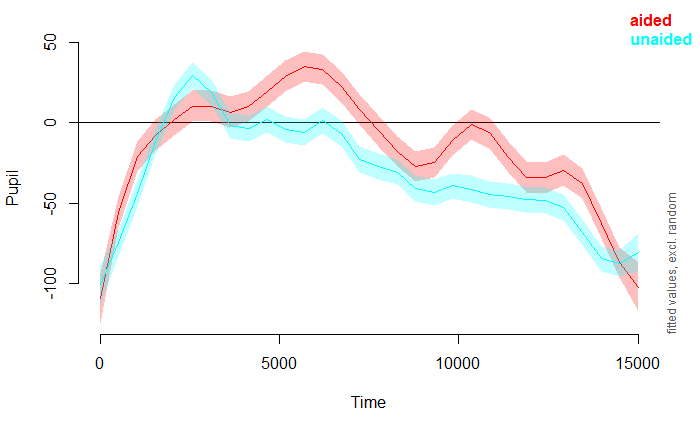 aided
unaided
50
0
-50
-100
Pupil
0 5000 10000 15000
Time
fitted values, excl. random